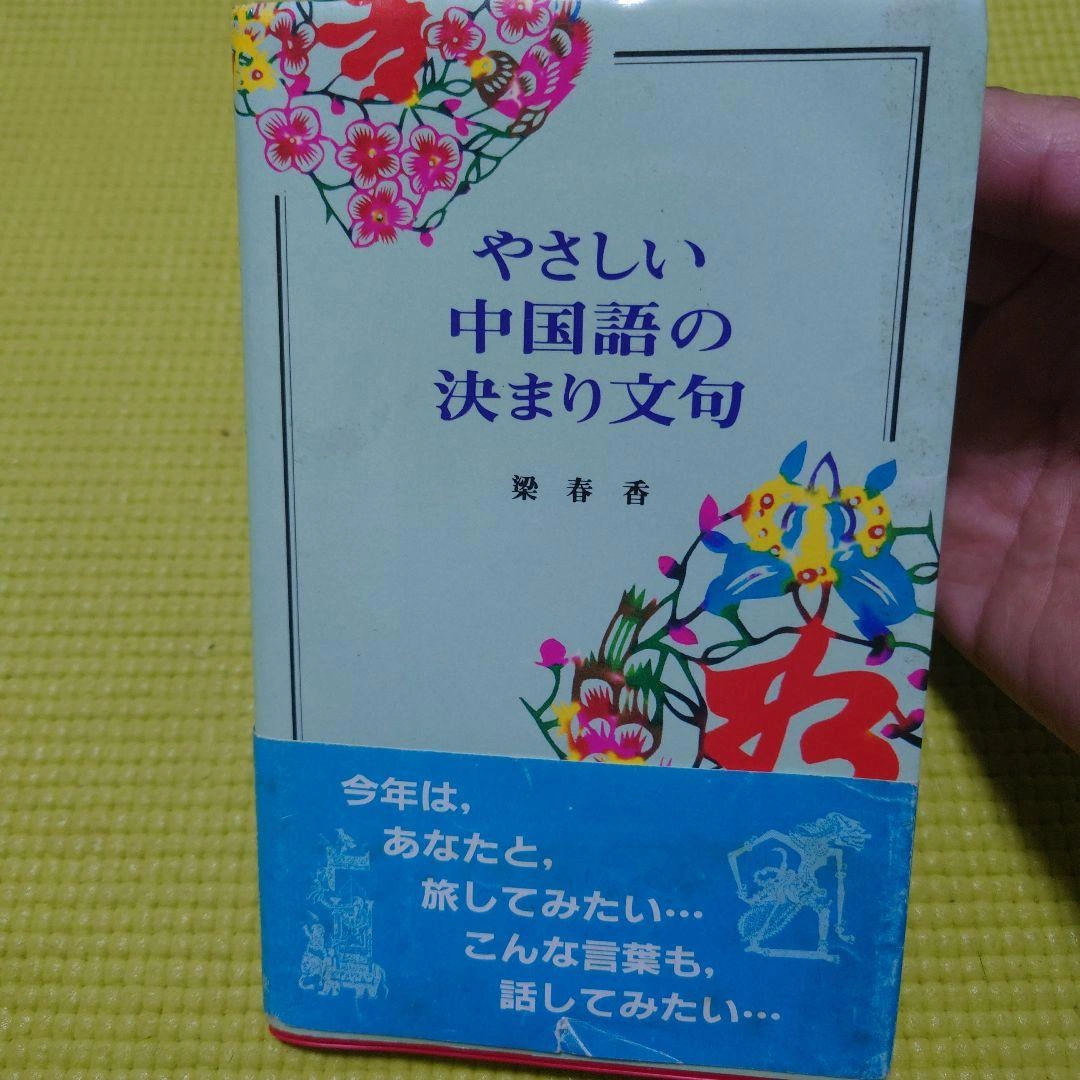 やさしい
中国語の
決まり文句
梁春香
今年は,
あなたと,
旅してみたい…
こんな言葉も,
話してみたい…